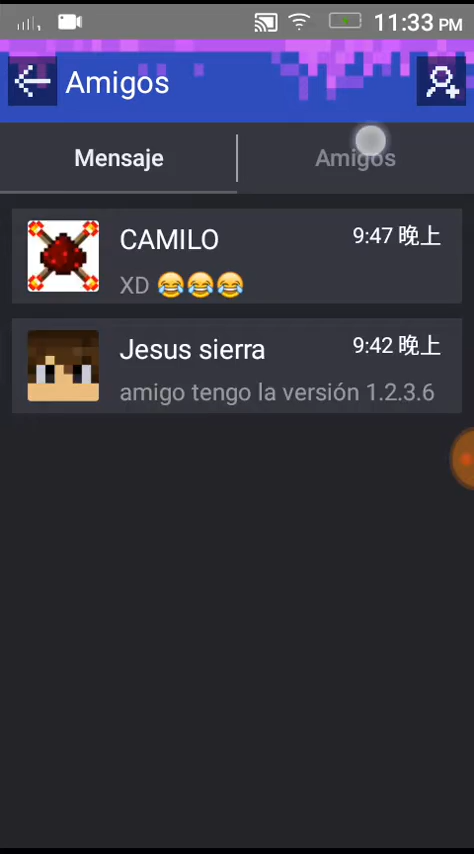 11:33 PM
Amigos
Mensaje
Amigos
CAMILO
9:47 晚上
XD 😂😂😂
Jesus sierra
9:42 晚上
amigo tengo la versión 1.2.3.6